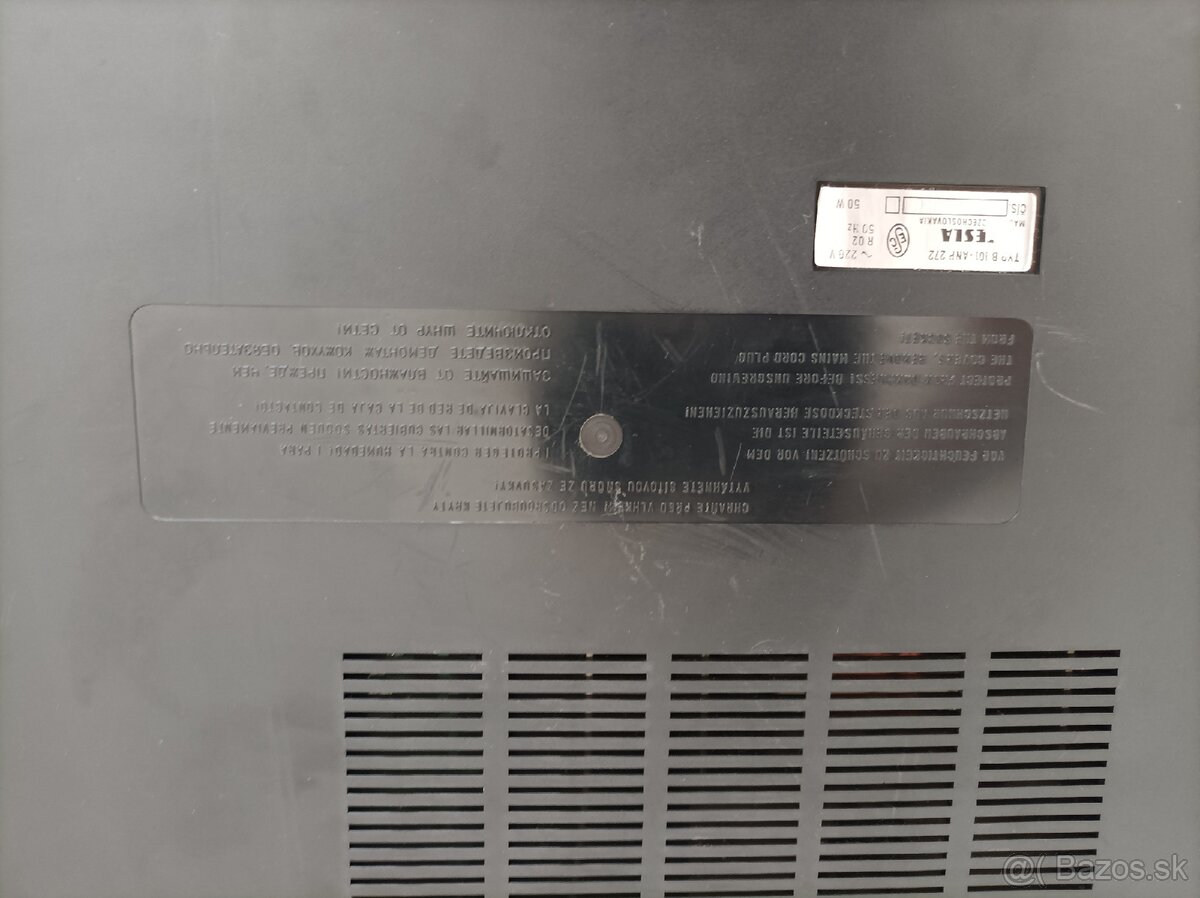 CHRAŇTE PŘED VLHKEM! NEŽ ODŠROUBUJETE KRYTY
VYTÁHNĚTE SÍŤOVOU ŠŇŮRU ZE ZÁSUVKY!
VOR FEUCHTIGKEIT ZU SCHÜTZEN! VOR DEM
ABSCHRAUBEN DER GEHÄUSETEILE IST DIE
NETZSCHNUR AUS DER STECKDOSE HERAUSZUZIEHEN!
PROTECT FROM DAMPNESS! BEFORE UNSCREWING
THE COVERS, REMOVE THE MAINS CORD PLUG
FROM THE SOCKET!
¡ PROTEGER CONTRA LA HUMEDAD! ¡ PARA
DESATORNILLAR LAS CUBIERTAS SOQUEN PREVIAMENTE
LA CLAVIJA DE RED DE LA CAJA DE CONTACTO!
ЗАЩИЩАЙТЕ ОТ ВЛАЖНОСТИ! ПРЕЖДЕ, ЧЕМ
ПРОИЗВЕДЕТЕ ДЕМОНТАЖ КОЖУХОВ, ОБЯЗАТЕЛЬНО
ОТКЛЮЧИТЕ ШНУР ОТ СЕТИ!
TYP B 101 - ANP 272
TESLA
CZECHOSLOVAKIA
Č/S
~ 220 V
R 02
50 Hz
50 W
@( Bazos.sk